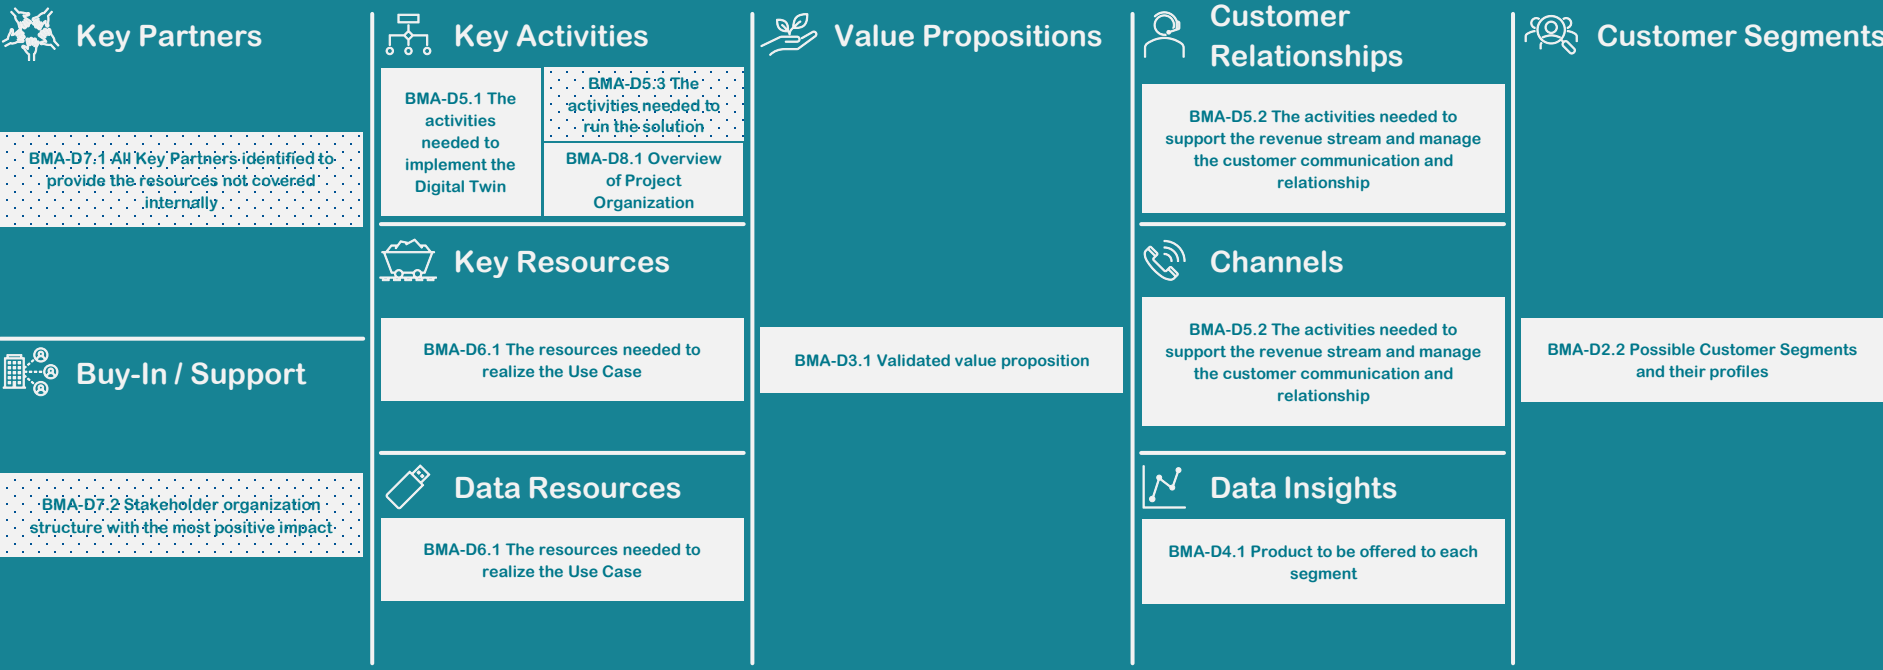 Key Partners
BMA-D7.1 All Key Partners identified to
provide the resources not covered
internally
Buy-In / Support
BMA-D7.2 Stakeholder organization
structure with the most positive impact
Key Activities
BMA-D5.1 The
activities
needed to
implement the
Digital Twin
BMA-D5.3 The
activities needed to
run the solution
BMA-D8.1 Overview
of Project
Organization
Key Resources
BMA-D6.1 The resources needed to
realize the Use Case
Data Resources
BMA-D6.1 The resources needed to
realize the Use Case
Value Propositions
BMA-D3.1 Validated value proposition
Customer
Relationships
BMA-D5.2 The activities needed to
support the revenue stream and manage
the customer communication and
relationship
Channels
BMA-D5.2 The activities needed to
support the revenue stream and manage
the customer communication and
relationship
Data Insights
BMA-D4.1 Product to be offered to each
segment
Customer Segments
BMA-D2.2 Possible Customer Segments
and their profiles